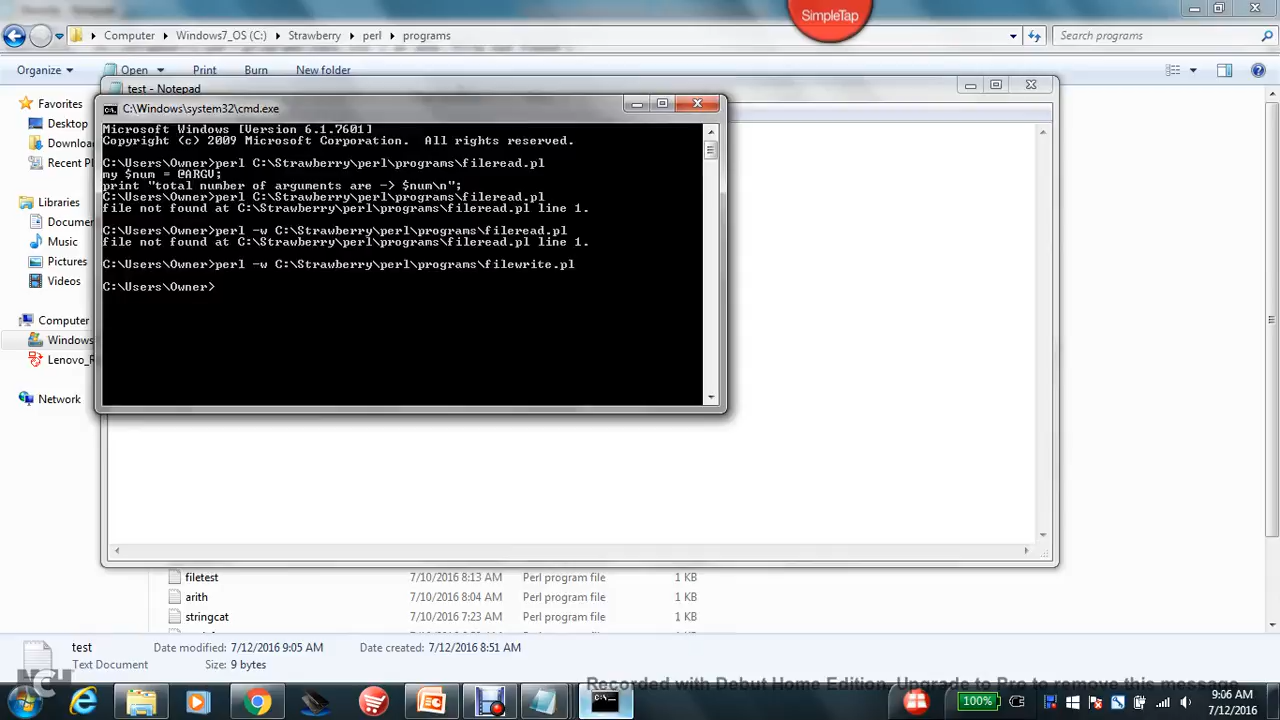 SimpleTap
Computer Windows7_OS (C:) Strawberry perl programs
Search programs
Organize Open Print Burn New folder
test - Notepad
Favorites
Desktop
Downlo
Recent P
Libraries
Documer
Music
Pictures
Videos
Computer
Windows
Lenovo_R
Network
C:\Windows\system32\cmd.exe
Microsoft Windows [Version 6.1.7601]
Copyright (c) 2009 Microsoft Corporation.  All rights reserved.
C:\Users\Owner>perl C:\Strawberry\perl\programs\fileread.pl
my $num = @ARGV;
print "total number of arguments are -> $num\n";
C:\Users\Owner>perl C:\Strawberry\perl\programs\fileread.pl
file not found at C:\Strawberry\perl\programs\fileread.pl line 1.
C:\Users\Owner>perl -w C:\Strawberry\perl\programs\fileread.pl
file not found at C:\Strawberry\perl\programs\fileread.pl line 1.
C:\Users\Owner>perl -w C:\Strawberry\perl\programs\filewrite.pl
C:\Users\Owner>
filetest 7/10/2016 8:13 AM Perl program file 1 KB
arith 7/10/2016 8:04 AM Perl program file 1 KB
stringcat 7/10/2016 7:23 AM Perl program file 1 KB
test Date modified: 7/12/2016 9:05 AM Date created: 7/12/2016 8:51 AM
Text Document Size: 9 bytes
NCH
Recorded with Debut Home Edition. Upgrade to Pro to remove this message
100%
9:06 AM
7/12/2016